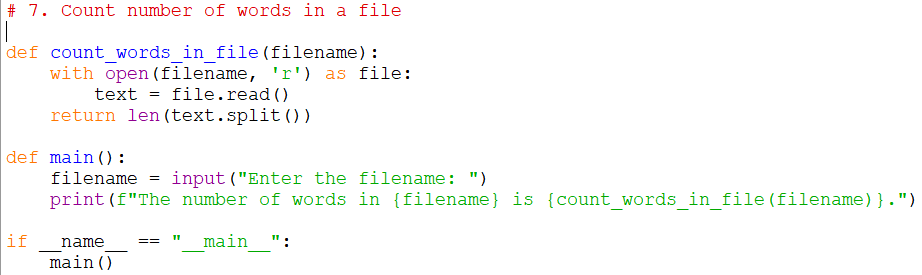 # 7. Count number of words in a file

def count_words_in_file(filename):
    with open(filename, 'r') as file:
        text = file.read()
    return len(text.split())

def main():
    filename = input("Enter the filename: ")
    print(f"The number of words in {filename} is {count_words_in_file(filename)}.")

if __name__ == "__main__":
    main()